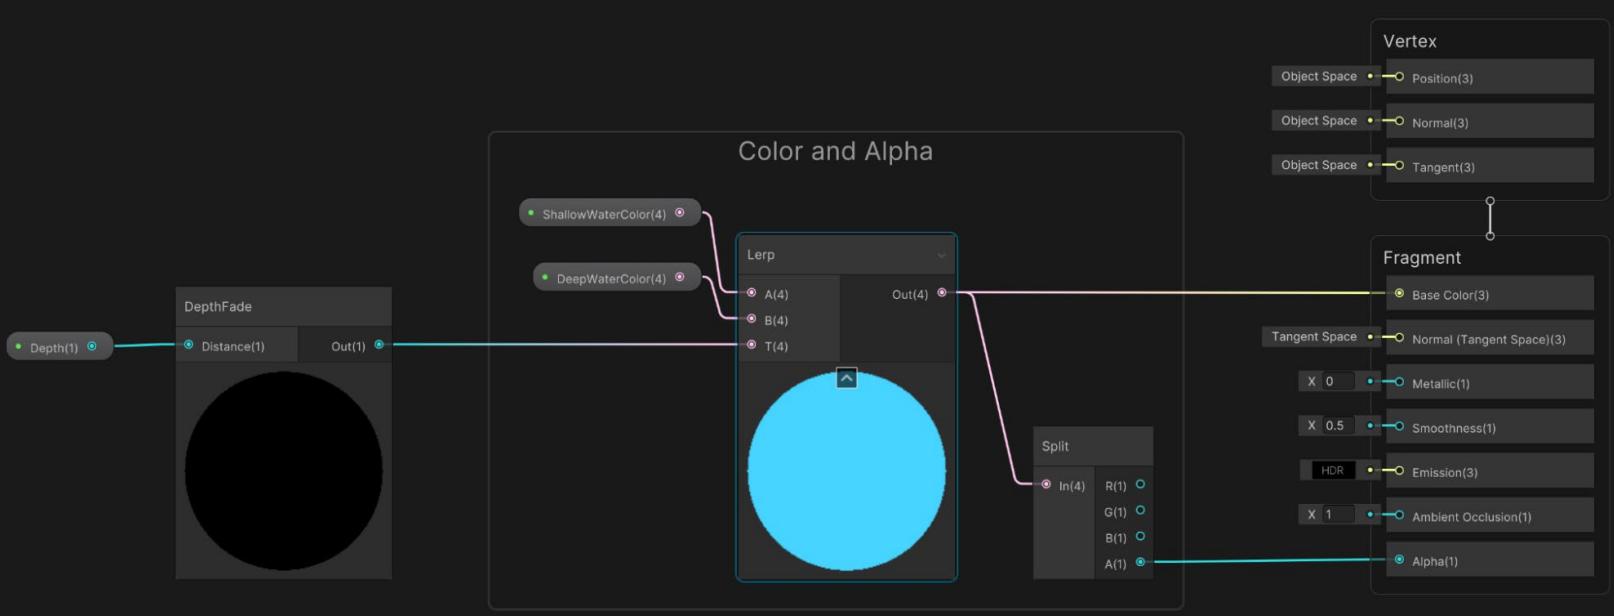 Color and Alpha
Depth(1)
DepthFade
Distance(1)
Out(1)
ShallowWaterColor(4)
DeepWaterColor(4)
Lerp
A(4)
B(4)
T(4)
Out(4)
Split
In(4)
R(1)
G(1)
B(1)
A(1)
Vertex
Object Space
Position(3)
Object Space
Normal(3)
Object Space
Tangent(3)
Fragment
Base Color(3)
Tangent Space
Normal (Tangent Space)(3)
X 0
Metallic(1)
X 0.5
Smoothness(1)
HDR
Emission(3)
X 1
Ambient Occlusion(1)
Alpha(1)